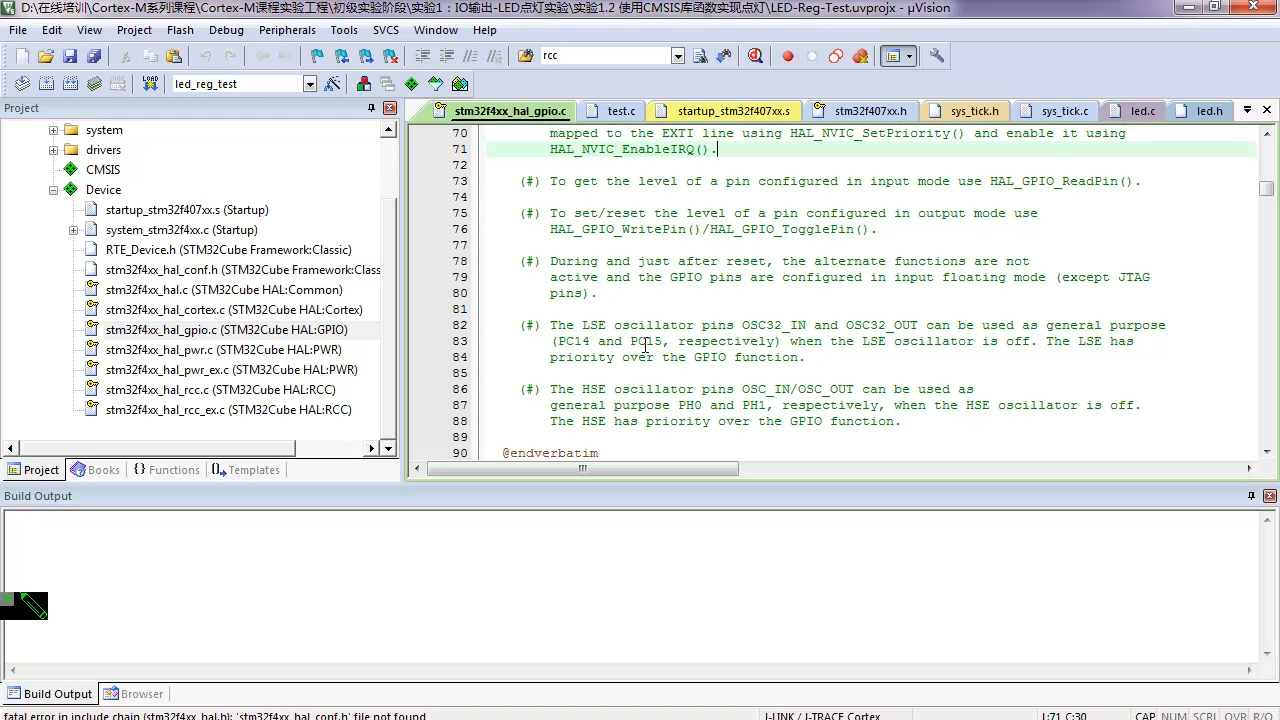 D:\在线培训\Cortex-M系列课程\Cortex-M课程实验工程\初级实验阶段\实验1：IO输出-LED点灯实验\实验1.2 使用CMSIS库函数实现点灯\LED-Reg-Test.uvprojx - µVision
File Edit View Project Flash Debug Peripherals Tools SVCS Window Help
rcc
LOAD led_reg_test
Project
stm32f4xx_hal_gpio.c test.c startup_stm32f407xx.s stm32f407xx.h sys_tick.h sys_tick.c led.c led.h
system
drivers
CMSIS
Device
startup_stm32f407xx.s (Startup)
system_stm32f4xx.c (Startup)
RTE_Device.h (STM32Cube Framework:Classic)
stm32f4xx_hal_conf.h (STM32Cube Framework:Class
stm32f4xx_hal.c (STM32Cube HAL:Common)
stm32f4xx_hal_cortex.c (STM32Cube HAL:Cortex)
stm32f4xx_hal_gpio.c (STM32Cube HAL:GPIO)
stm32f4xx_hal_pwr.c (STM32Cube HAL:PWR)
stm32f4xx_hal_pwr_ex.c (STM32Cube HAL:PWR)
stm32f4xx_hal_rcc.c (STM32Cube HAL:RCC)
stm32f4xx_hal_rcc_ex.c (STM32Cube HAL:RCC)
Project Books Functions Templates
70 mapped to the EXTI line using HAL_NVIC_SetPriority() and enable it using
71 HAL_NVIC_EnableIRQ().
72
73 (#) To get the level of a pin configured in input mode use HAL_GPIO_ReadPin().
74
75 (#) To set/reset the level of a pin configured in output mode use
76 HAL_GPIO_WritePin()/HAL_GPIO_TogglePin().
77
78 (#) During and just after reset, the alternate functions are not
79 active and the GPIO pins are configured in input floating mode (except JTAG
80 pins).
81
82 (#) The LSE oscillator pins OSC32_IN and OSC32_OUT can be used as general purpose
83 (PC14 and PC15, respectively) when the LSE oscillator is off. The LSE has
84 priority over the GPIO function.
85
86 (#) The HSE oscillator pins OSC_IN/OSC_OUT can be used as
87 general purpose PH0 and PH1, respectively, when the HSE oscillator is off.
88 The HSE has priority over the GPIO function.
89
90 @endverbatim
Build Output
Build Output Browser
fatal error in include chain (stm32f4xx_hal.h): 'stm32f4xx_hal_conf.h' file not found J-LINK / J-TRACE Cortex L:71 C:30 CAP NUM SCRL OVR R/O